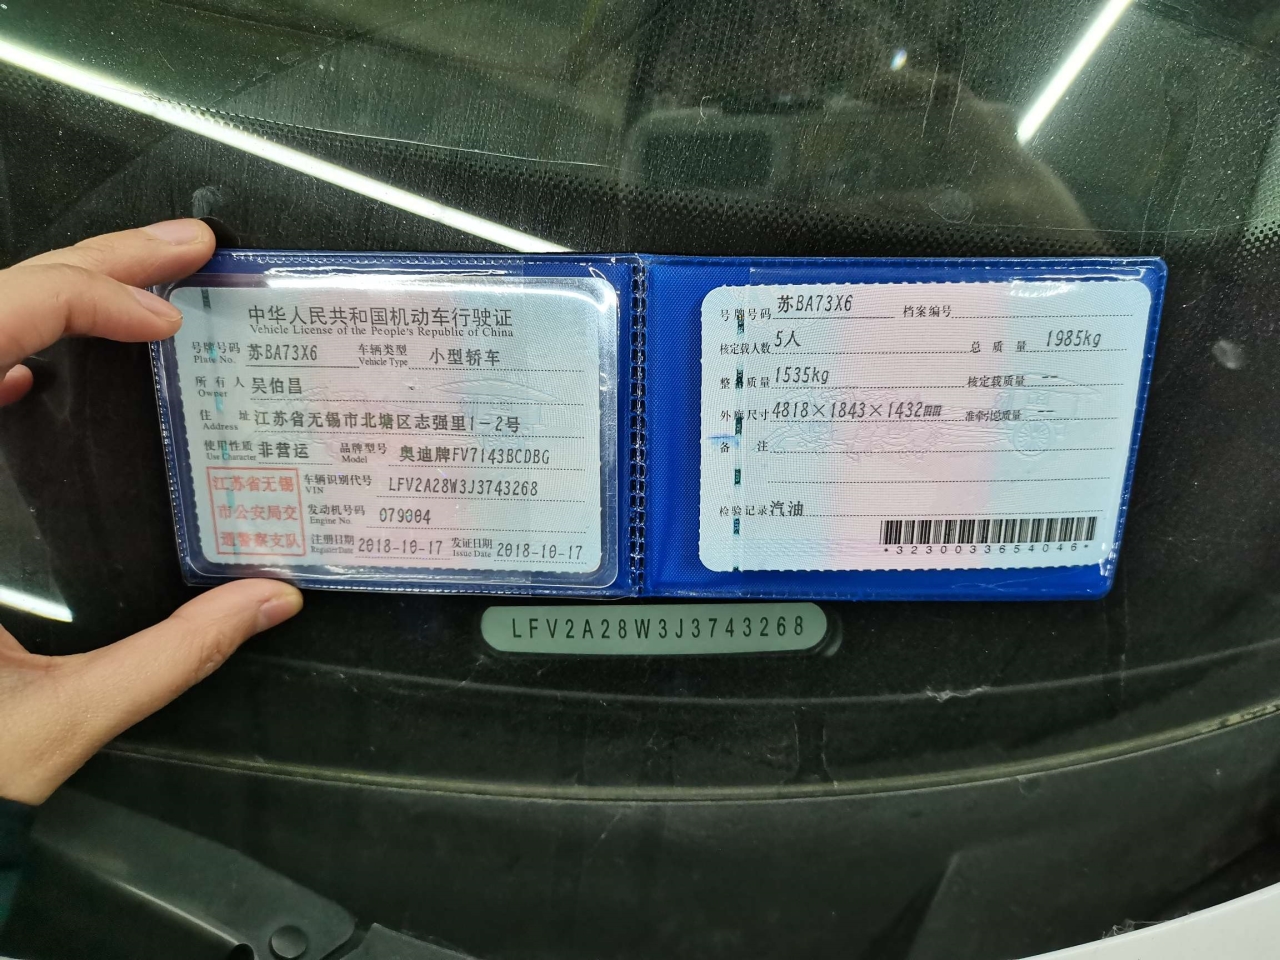 中华人民共和国机动车行驶证
Vehicle License of the People's Republic of China
号牌号码 苏BA73X6 车辆类型 小型轿车
Plate No. Vehicle Type
所有人 吴伯昌
Owner
住址 江苏省无锡市北塘区志强里1-2号
Address
使用性质 非营运 品牌型号 奥迪牌FV7143BCDBG
Use Character Model
江苏省无锡
市公安局交
通警察支队
车辆识别代号 LFV2A28W3J3743268
VIN
发动机号码 079004
Engine No.
注册日期 2018-10-17 发证日期 2018-10-17
Register Date Issue Date
号牌号码 苏BA73X6 档案编号
核定载人数 5人 总质量 1985kg
整备质量 1535kg 核定载质量 --
外廓尺寸 4818×1843×1432mm 准牵引总质量 --
备注
检验记录 汽油
*3230033654046*
LFV2A28W3J3743268